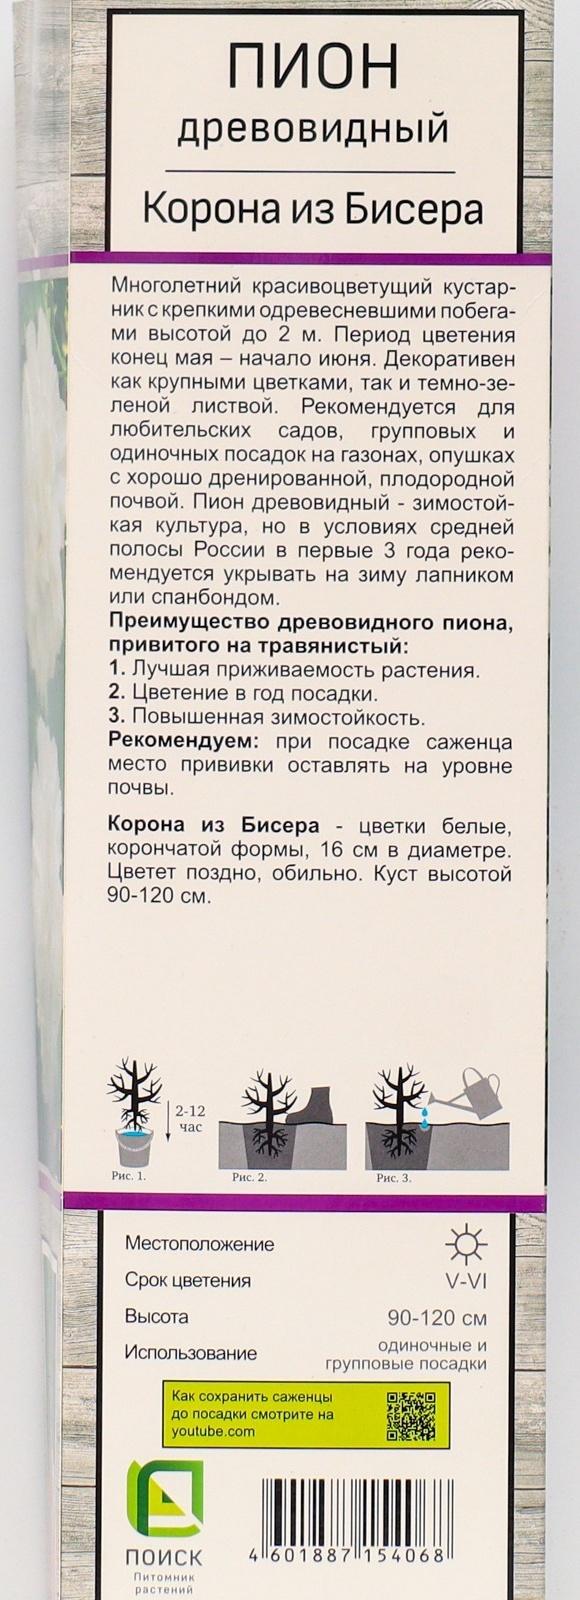 ПИОН
древовидный
Корона из Бисера
Многолетний красивоцветущий кустар-
ник с крепкими одревесневшими побега-
ми высотой до 2 м. Период цветения
конец мая – начало июня. Декоративен
как крупными цветками, так и темно-зе-
леной листвой. Рекомендуется для
любительских садов, групповых и
одиночных посадок на газонах, опушках
с хорошо дренированной, плодородной
почвой. Пион древовидный - зимостой-
кая культура, но в условиях средней
полосы России в первые 3 года реко-
мендуется укрывать на зиму лапником
или спанбондом.
Преимущество древовидного пиона,
привитого на травянистый:
1. Лучшая приживаемость растения.
2. Цветение в год посадки.
3. Повышенная зимостойкость.
Рекомендуем: при посадке саженца
место прививки оставлять на уровне
почвы.
Корона из Бисера - цветки белые,
корончатой формы, 16 см в диаметре.
Цветет поздно, обильно. Куст высотой
90-120 см.
2-12
час
Рис. 1.
Рис. 2.
Рис. 3.
Местоположение
Срок цветения V-VI
Высота 90-120 см
Использование одиночные и
групповые посадки
Как сохранить саженцы
до посадки смотрите на
youtube.com
ПОИСК
Питомник
растений
4 601887 154068